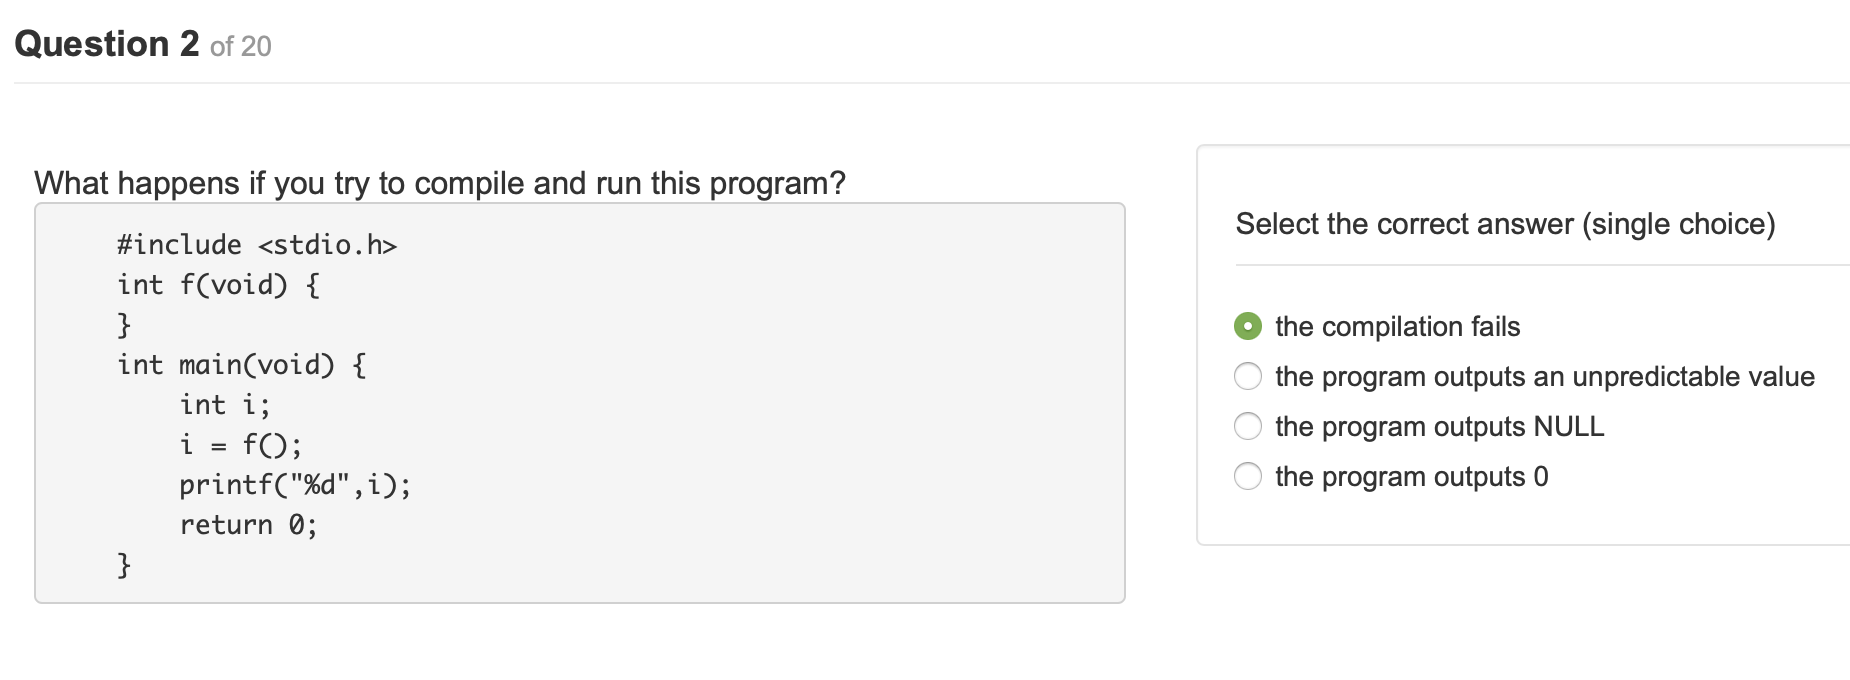 Question 2 of 20
What happens if you try to compile and run this program?
#include <stdio.h>
int f(void) {
}
int main(void) {
    int i;
    i = f();
    printf("%d",i);
    return 0;
}
Select the correct answer (single choice)
the compilation fails
the program outputs an unpredictable value
the program outputs NULL
the program outputs 0